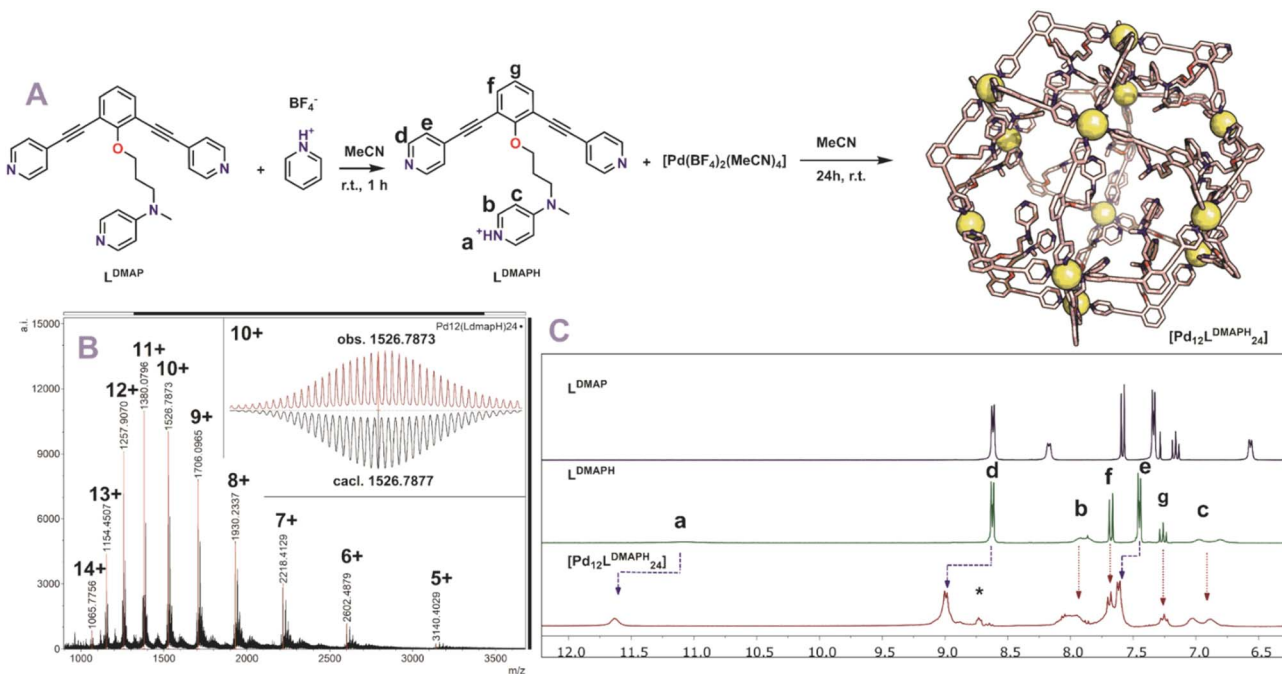 A
BF₄⁻
H
N⁺
N
N
O
N
N
L^DMAP
+
MeCN
r.t., 1 h
g
f
d
e
N
N
O
b
c
N
a
⁺HN
L^DMAPH
+ [Pd(BF₄)₂(MeCN)₄]
MeCN
24h, r.t.
[Pd₁₂L^DMAPH₂₄]
B
a.i.
15000
12000
9000
6000
3000
0
14+
1065.7756
13+
1154.4507
12+
1257.9070
11+
1380.0796
10+
1526.7873
9+
1706.0965
8+
1930.2337
7+
2218.4129
6+
2602.4879
5+
3140.4029
10+
Pd12(LdmapH)24
obs. 1526.7873
cacl. 1526.7877
1000 1500 2000 2500 3000 3500
m/z
C
L^DMAP
L^DMAPH
a
d
b
f
e
g
c
[Pd₁₂L^DMAPH₂₄]
*
12.0 11.5 11.0 10.5 10.0 9.5 9.0 8.5 8.0 7.5 7.0 6.5